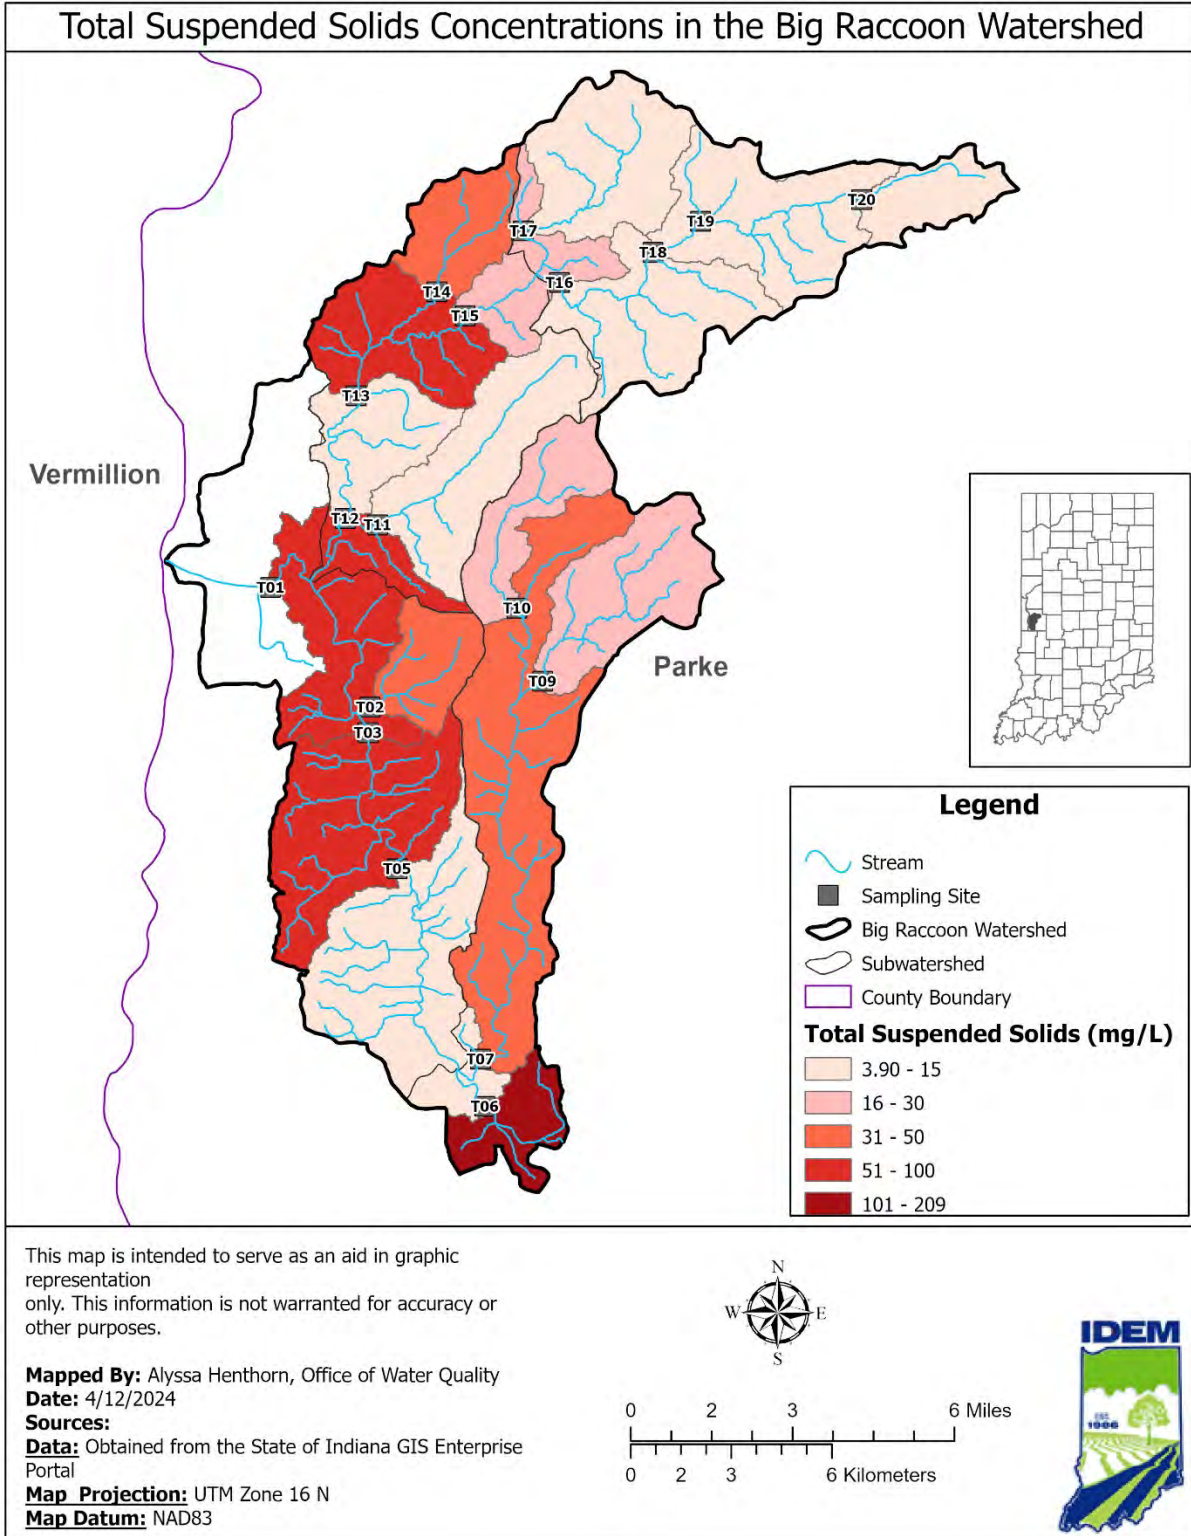 Total Suspended Solids Concentrations in the Big Raccoon Watershed
T20
T19
T17
T18
T16
T14
T15
T13
Vermillion
T12
T11
T01
T10
Parke
T09
T02
T03
T05
T07
T06
Legend
Stream
Sampling Site
Big Raccoon Watershed
Subwatershed
County Boundary
Total Suspended Solids (mg/L)
3.90 - 15
16 - 30
31 - 50
51 - 100
101 - 209
This map is intended to serve as an aid in graphic
representation
only. This information is not warranted for accuracy or
other purposes.
Mapped By: Alyssa Henthorn, Office of Water Quality
Date: 4/12/2024
Sources:
Data: Obtained from the State of Indiana GIS Enterprise
Portal
Map Projection: UTM Zone 16 N
Map Datum: NAD83
N
W E
S
0 2 3 6 Miles
0 2 3 6 Kilometers
IDEM
EST.
1986